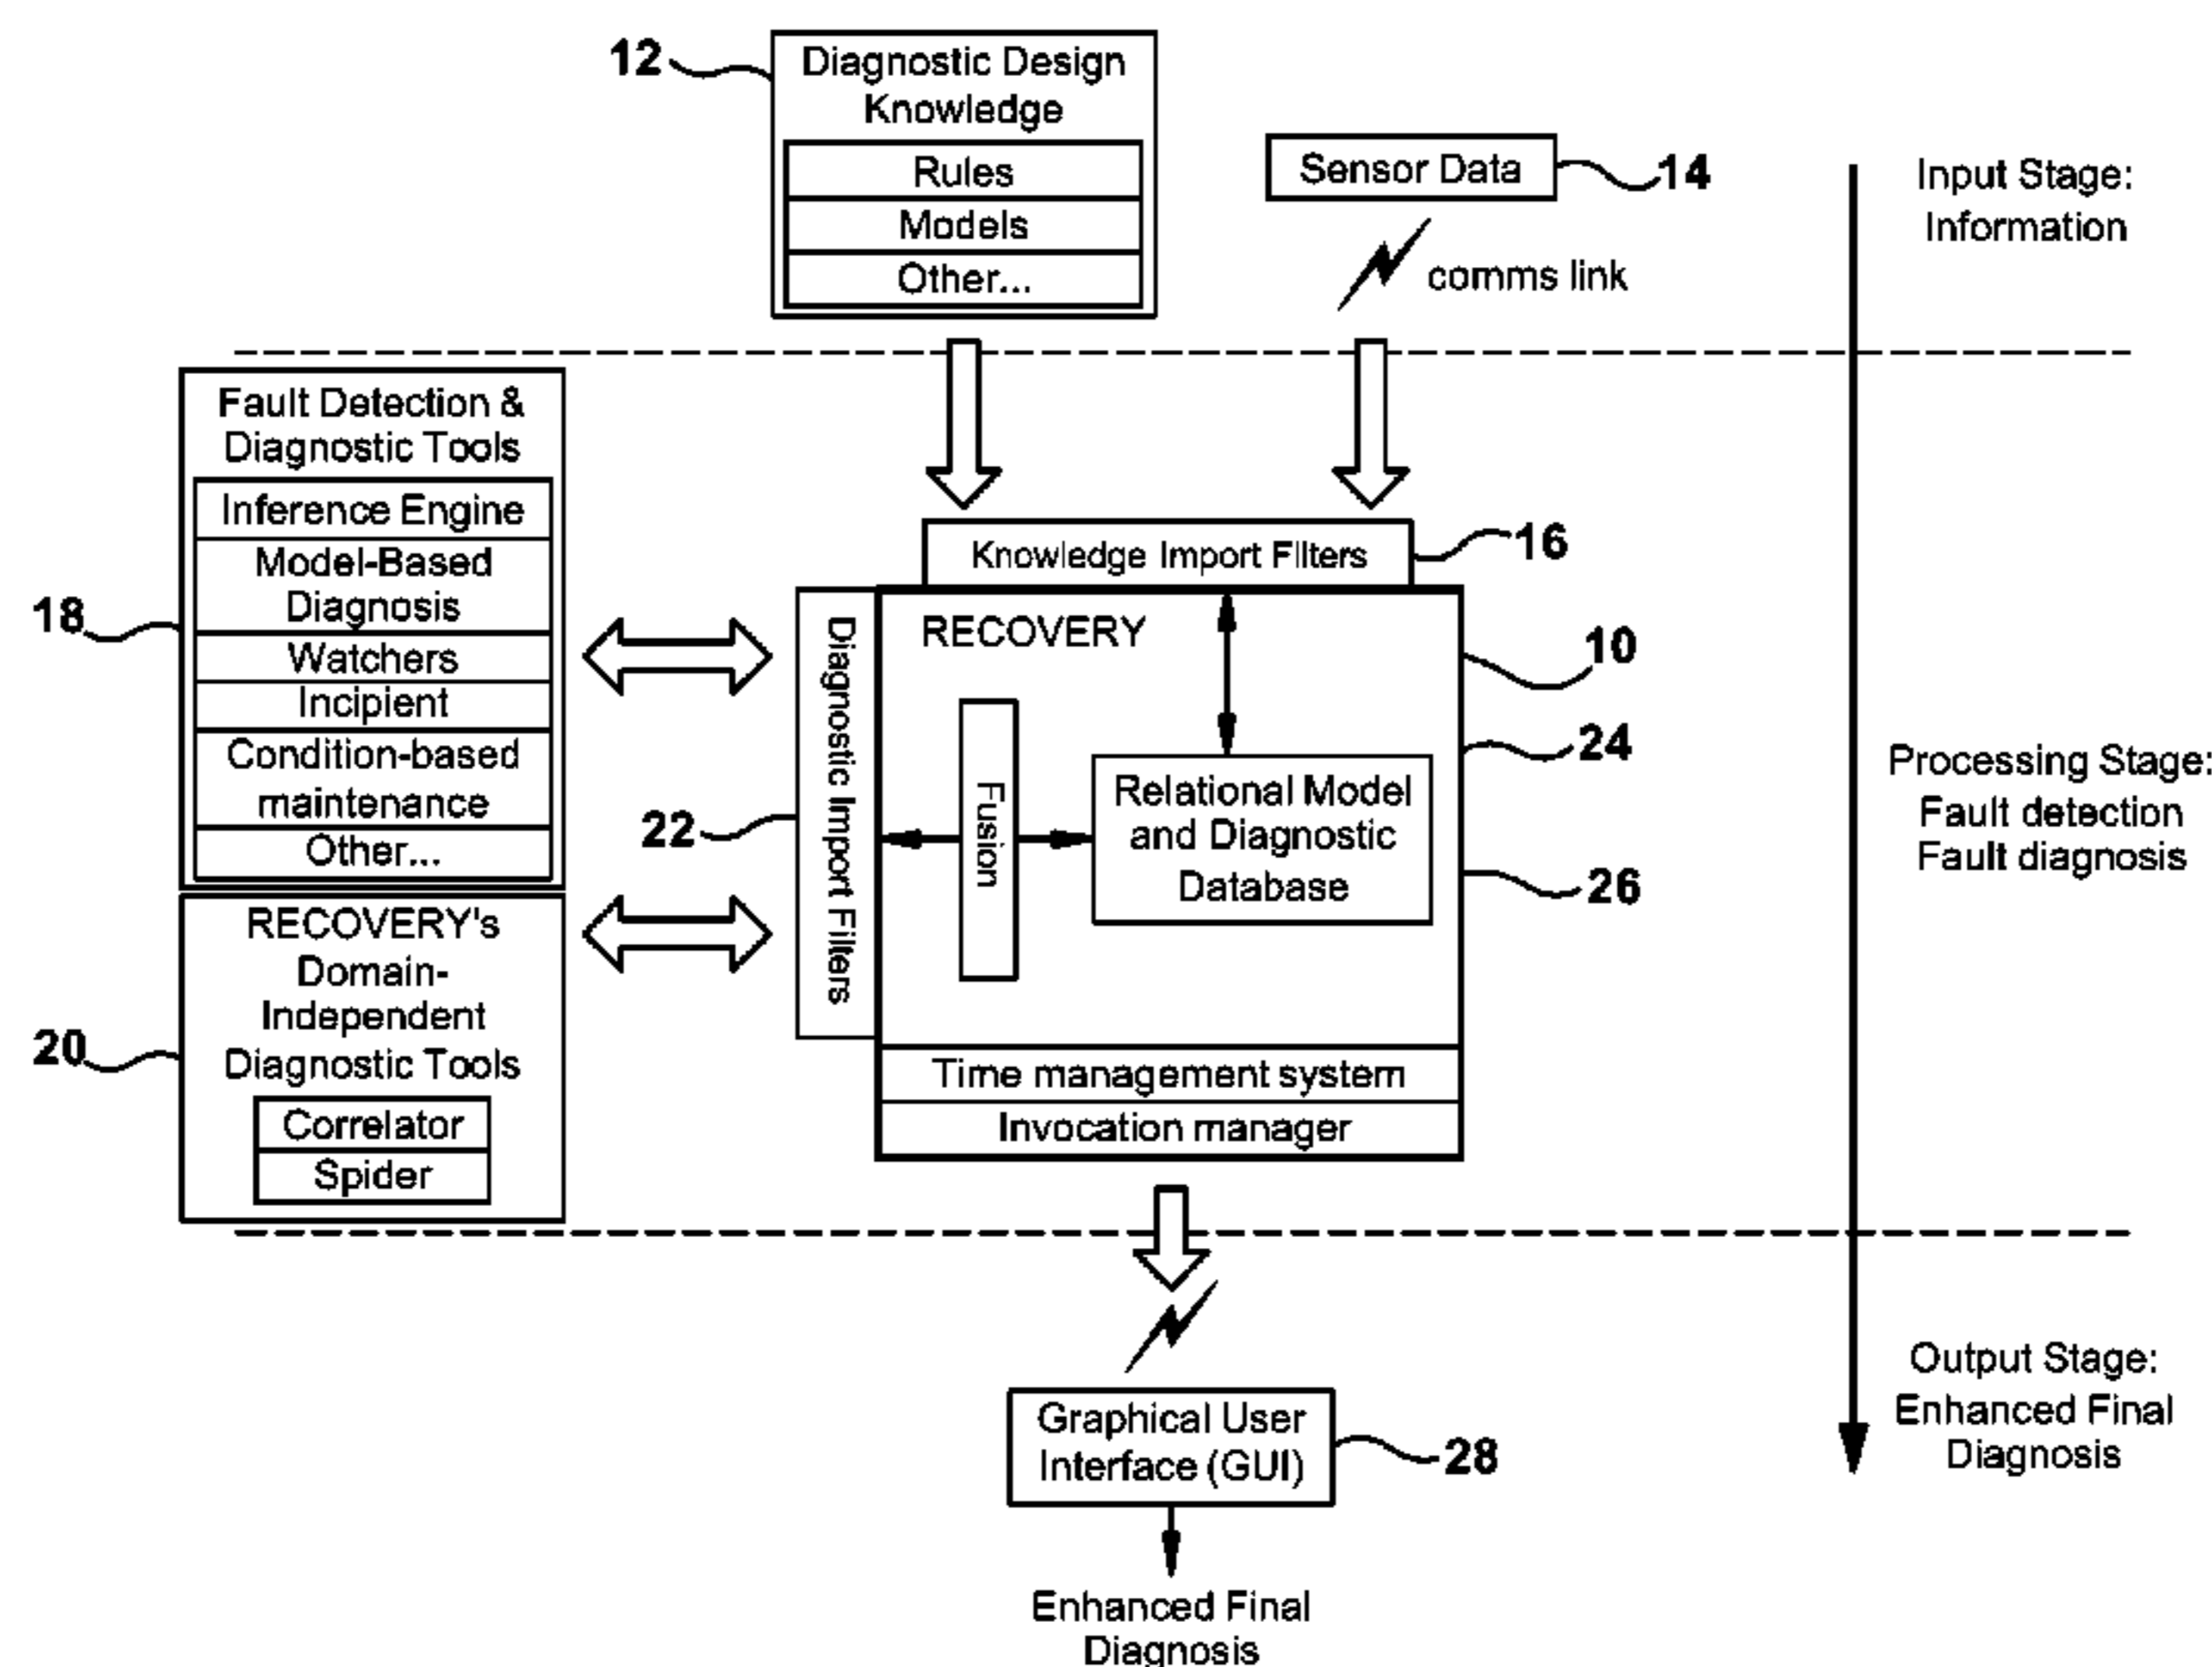 12
Diagnostic Design
Knowledge
Rules
Models
Other...
Sensor Data
14
comms link
Input Stage:
Information
Fault Detection &
Diagnostic Tools
Inference Engine
Model-Based
Diagnosis
Watchers
Incipient
Condition-based
maintenance
Other...
18
RECOVERY's
Domain-
Independent
Diagnostic Tools
Correlator
Spider
20
Knowledge Import Filters
16
Diagnostic Import Filters
22
RECOVERY
10
Fusion
Relational Model
and Diagnostic
Database
24
26
Time management system
Invocation manager
Processing Stage:
Fault detection
Fault diagnosis
Graphical User
Interface (GUI)
28
Enhanced Final
Diagnosis
Output Stage:
Enhanced Final
Diagnosis